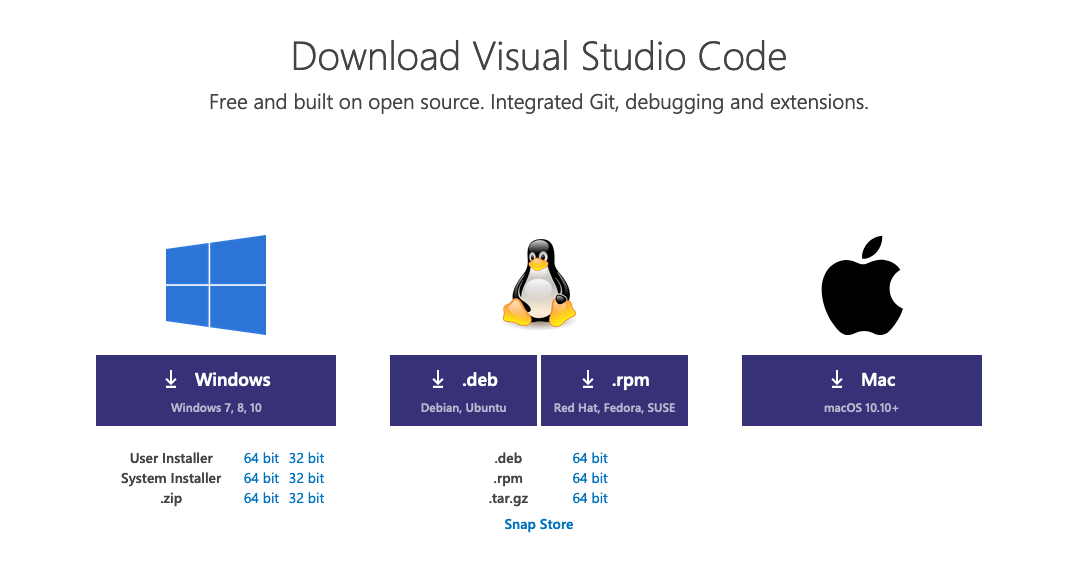 Download Visual Studio Code
Free and built on open source. Integrated Git, debugging and extensions.
Windows
Windows 7, 8, 10
User Installer 64 bit 32 bit
System Installer 64 bit 32 bit
.zip 64 bit 32 bit
.deb
Debian, Ubuntu
.rpm
Red Hat, Fedora, SUSE
.deb 64 bit
.rpm 64 bit
.tar.gz 64 bit
Snap Store
Mac
macOS 10.10+